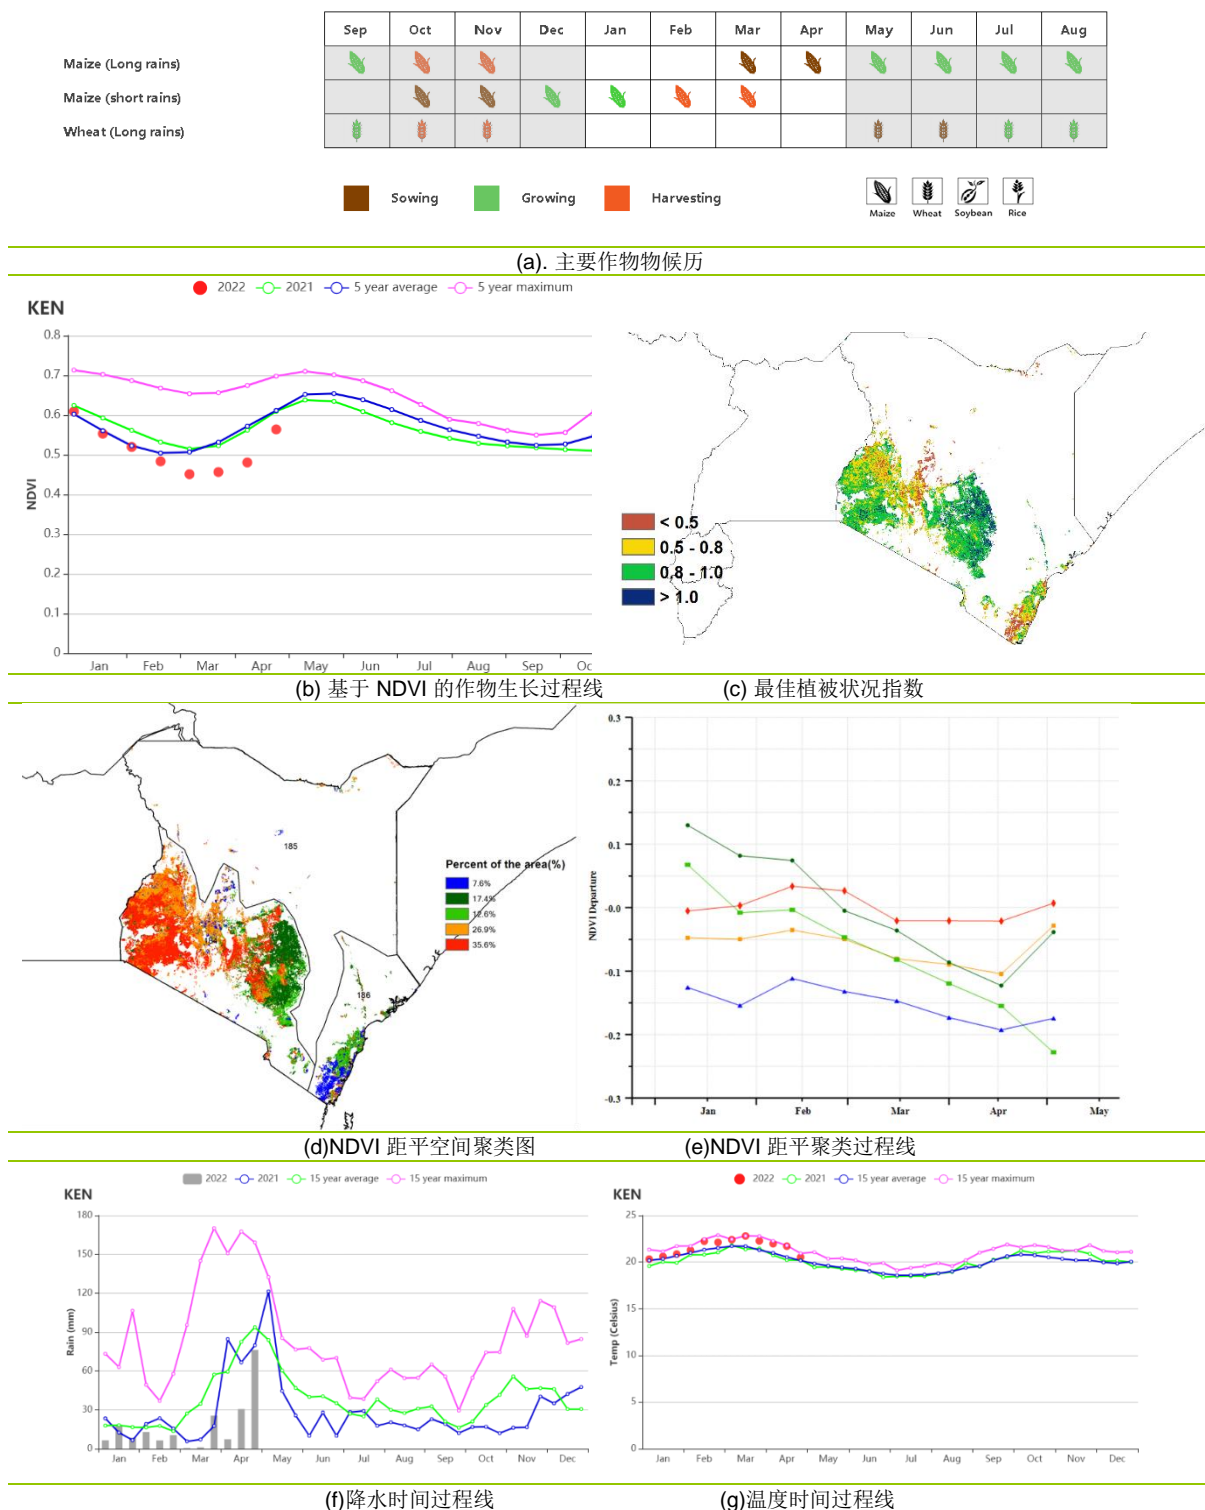 Sep Oct Nov Dec Jan Feb Mar Apr May Jun Jul Aug
Maize (Long rains)
Maize (short rains)
Wheat (Long rains)
Sowing Growing Harvesting
Maize Wheat Soybean Rice
(a). 主要作物物候历
2022 2021 5 year average 5 year maximum
KEN
0.8
0.7
0.6
0.5
0.4
0.3
0.2
0.1
0
NDVI
Jan Feb Mar Apr May Jun Jul Aug Sep Oc
< 0.5
0.5 - 0.8
0.8 - 1.0
> 1.0
(b) 基于 NDVI 的作物生长过程线 (c) 最佳植被状况指数
185
186
Percent of the area(%)
7.6%
17.4%
12.6%
26.9%
35.6%
0.3
0.2
0.1
-0.0
-0.1
-0.2
-0.3
NDVI Departure
Jan Feb Mar Apr May
(d)NDVI 距平空间聚类图 (e)NDVI 距平聚类过程线
2022 2021 15 year average 15 year maximum
KEN
180
150
120
90
60
30
0
Rain (mm)
Jan Feb Mar Apr May Jun Jul Aug Sep Oct Nov Dec
2022 2021 15 year average 15 year maximum
KEN
25
20
15
10
5
0
Temp (Celsius)
Jan Feb Mar Apr May Jun Jul Aug Sep Oct Nov Dec
(f)降水时间过程线 (g)温度时间过程线